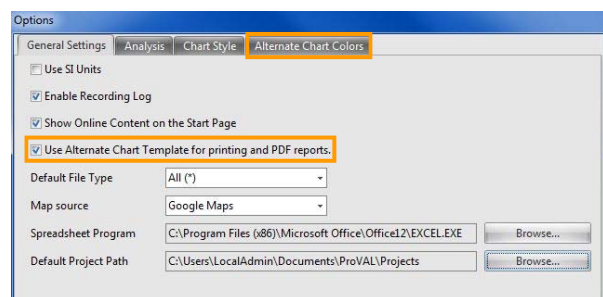 Options
General Settings Analysis Chart Style Alternate Chart Colors
Use SI Units
Enable Recording Log
Show Online Content on the Start Page
Use Alternate Chart Template for printing and PDF reports.
Default File Type All (*)
Map source Google Maps
Spreadsheet Program C:\Program Files (x86)\Microsoft Office\Office12\EXCEL.EXE Browse...
Default Project Path C:\Users\LocalAdmin\Documents\ProVAL\Projects Browse...